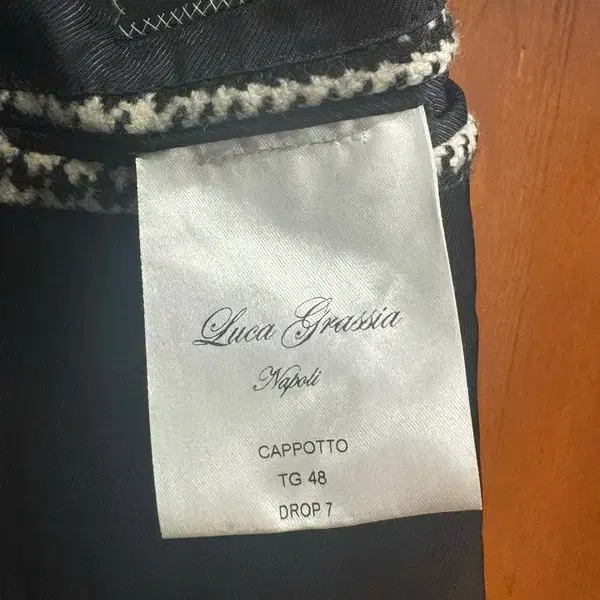 Luca Grassia
Napoli
CAPPOTTO
TG 48
DROP 7